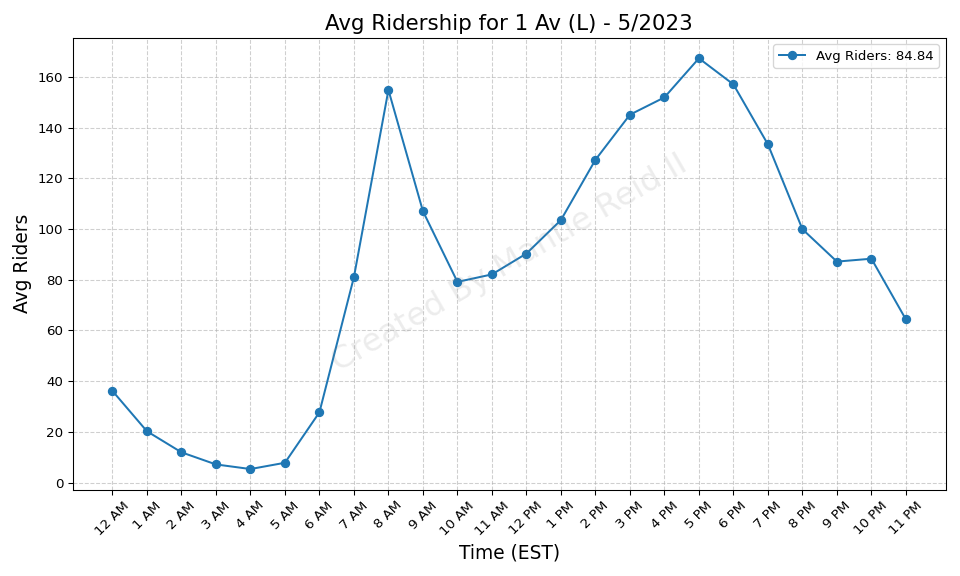 Avg Ridership for 1 Av (L) - 5/2023
Avg Riders: 84.84
160
140
120
100
80
60
40
20
0
Avg Riders
Created By Mantle Reid II
12 AM
1 AM
2 AM
3 AM
4 AM
5 AM
6 AM
7 AM
8 AM
9 AM
10 AM
11 AM
12 PM
1 PM
2 PM
3 PM
4 PM
5 PM
6 PM
7 PM
8 PM
9 PM
10 PM
11 PM
Time (EST)